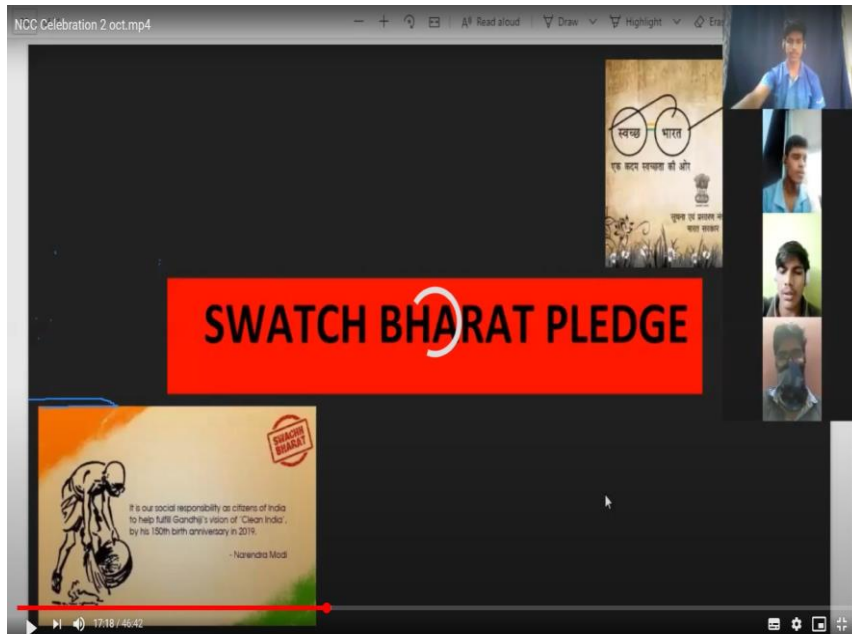 NCC Celebration 2 oct.mp4
Read aloud
Draw
Highlight
स्वच्छ भारत
एक कदम स्वच्छता की ओर
भारत सरकार
SWATCH BHARAT PLEDGE
SWACHH
BHARAT
It is our social responsibility as citizens of India
to help fulfill Gandhiji's vision of 'Clean India',
by his 150th birth anniversary in 2019.
- Narendra Modi
17:18 / 46:42